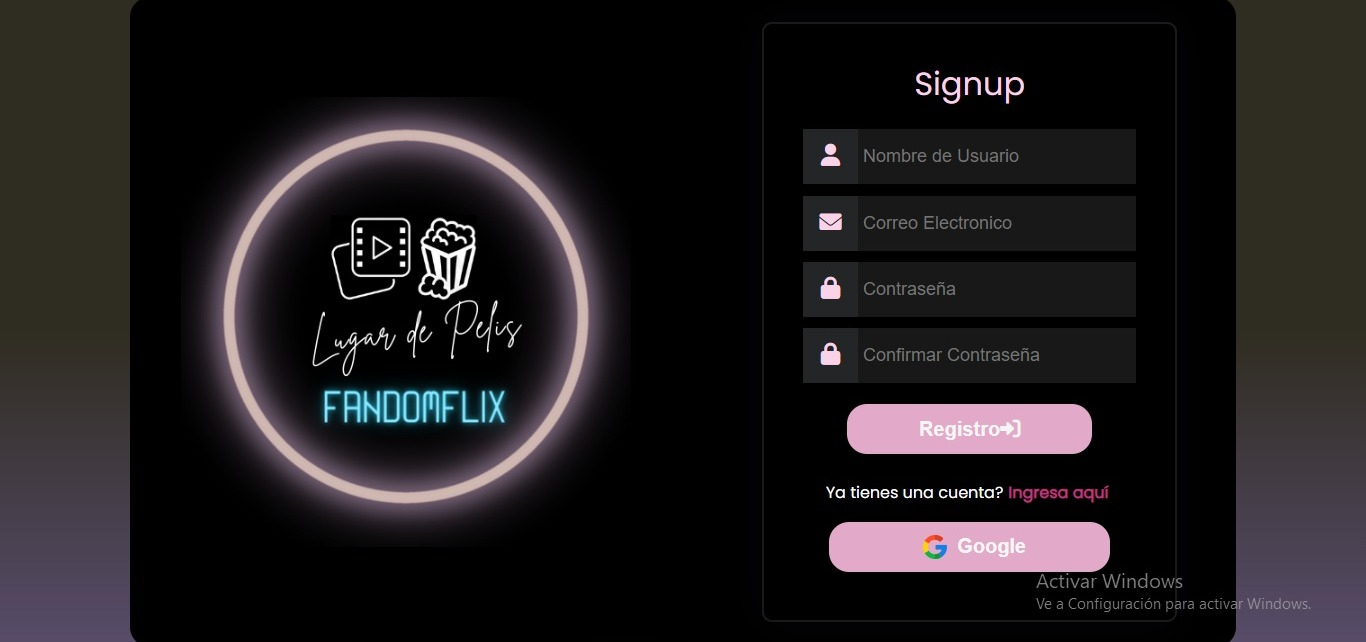 Signup
Nombre de Usuario
Correo Electronico
Contraseña
Confirmar Contraseña
Lugar de Pelis
FANDOMFLIX
Registro
Ya tienes una cuenta? Ingresa aquí
Google
Activar Windows
Ve a Configuración para activar Windows.